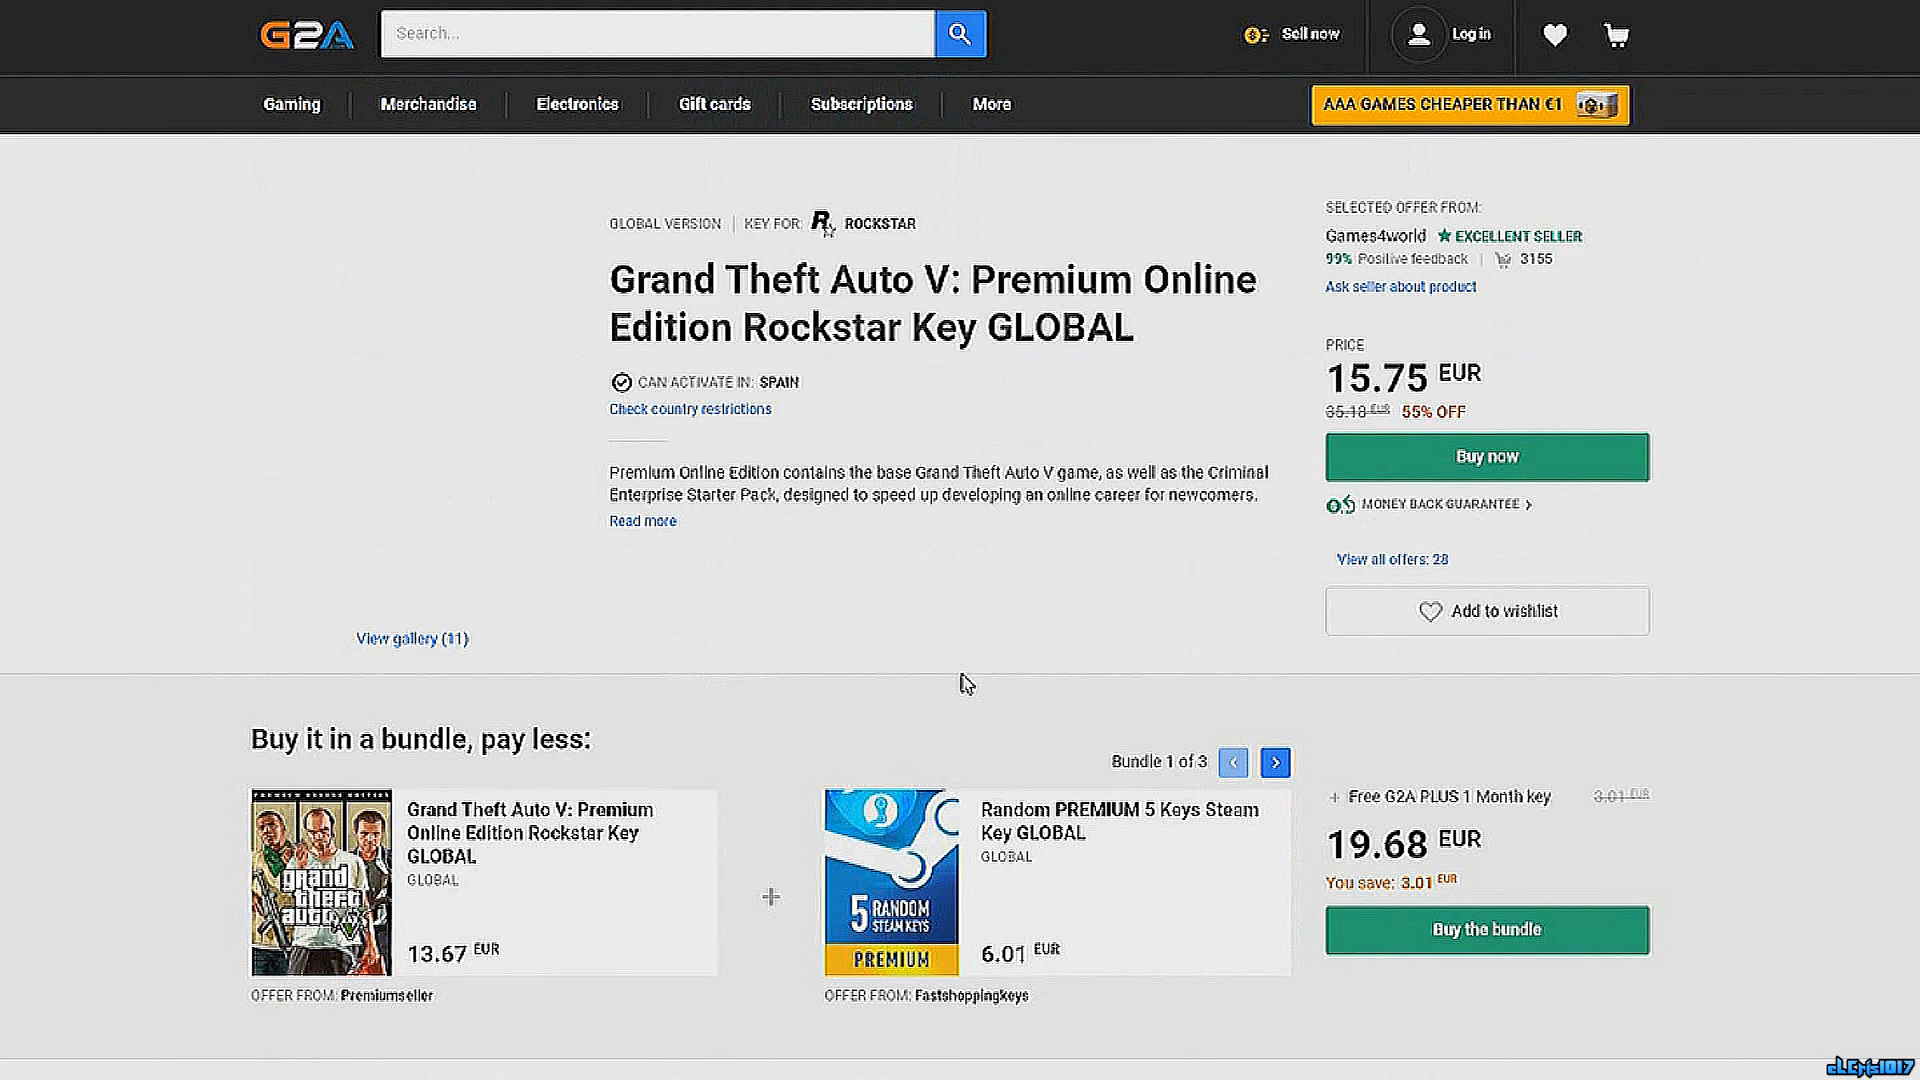 G2A
Search...
Sell now
Log in
Gaming
Merchandise
Electronics
Gift cards
Subscriptions
More
AAA GAMES CHEAPER THAN €1
GLOBAL VERSION
KEY FOR:
ROCKSTAR
Grand Theft Auto V: Premium Online
Edition Rockstar Key GLOBAL
CAN ACTIVATE IN: SPAIN
Check country restrictions
Premium Online Edition contains the base Grand Theft Auto V game, as well as the Criminal
Enterprise Starter Pack, designed to speed up developing an online career for newcomers.
Read more
View gallery (11)
SELECTED OFFER FROM:
Games4world ★ EXCELLENT SELLER
99% Positive feedback
3155
Ask seller about product
PRICE
15.75 EUR
35.18 EUR 55% OFF
Buy now
MONEY BACK GUARANTEE >
View all offers: 28
Add to wishlist
Buy it in a bundle, pay less:
Bundle 1 of 3
grand
theft
auto
Grand Theft Auto V: Premium
Online Edition Rockstar Key
GLOBAL
GLOBAL
13.67 EUR
OFFER FROM: Premiumseller
+
5 RANDOM
STEAM KEYS
PREMIUM
Random PREMIUM 5 Keys Steam
Key GLOBAL
GLOBAL
6.01 EUR
OFFER FROM: Fastshoppingkeys
+ Free G2A PLUS 1 Month key
3.01 EUR
19.68 EUR
You save: 3.01 EUR
Buy the bundle